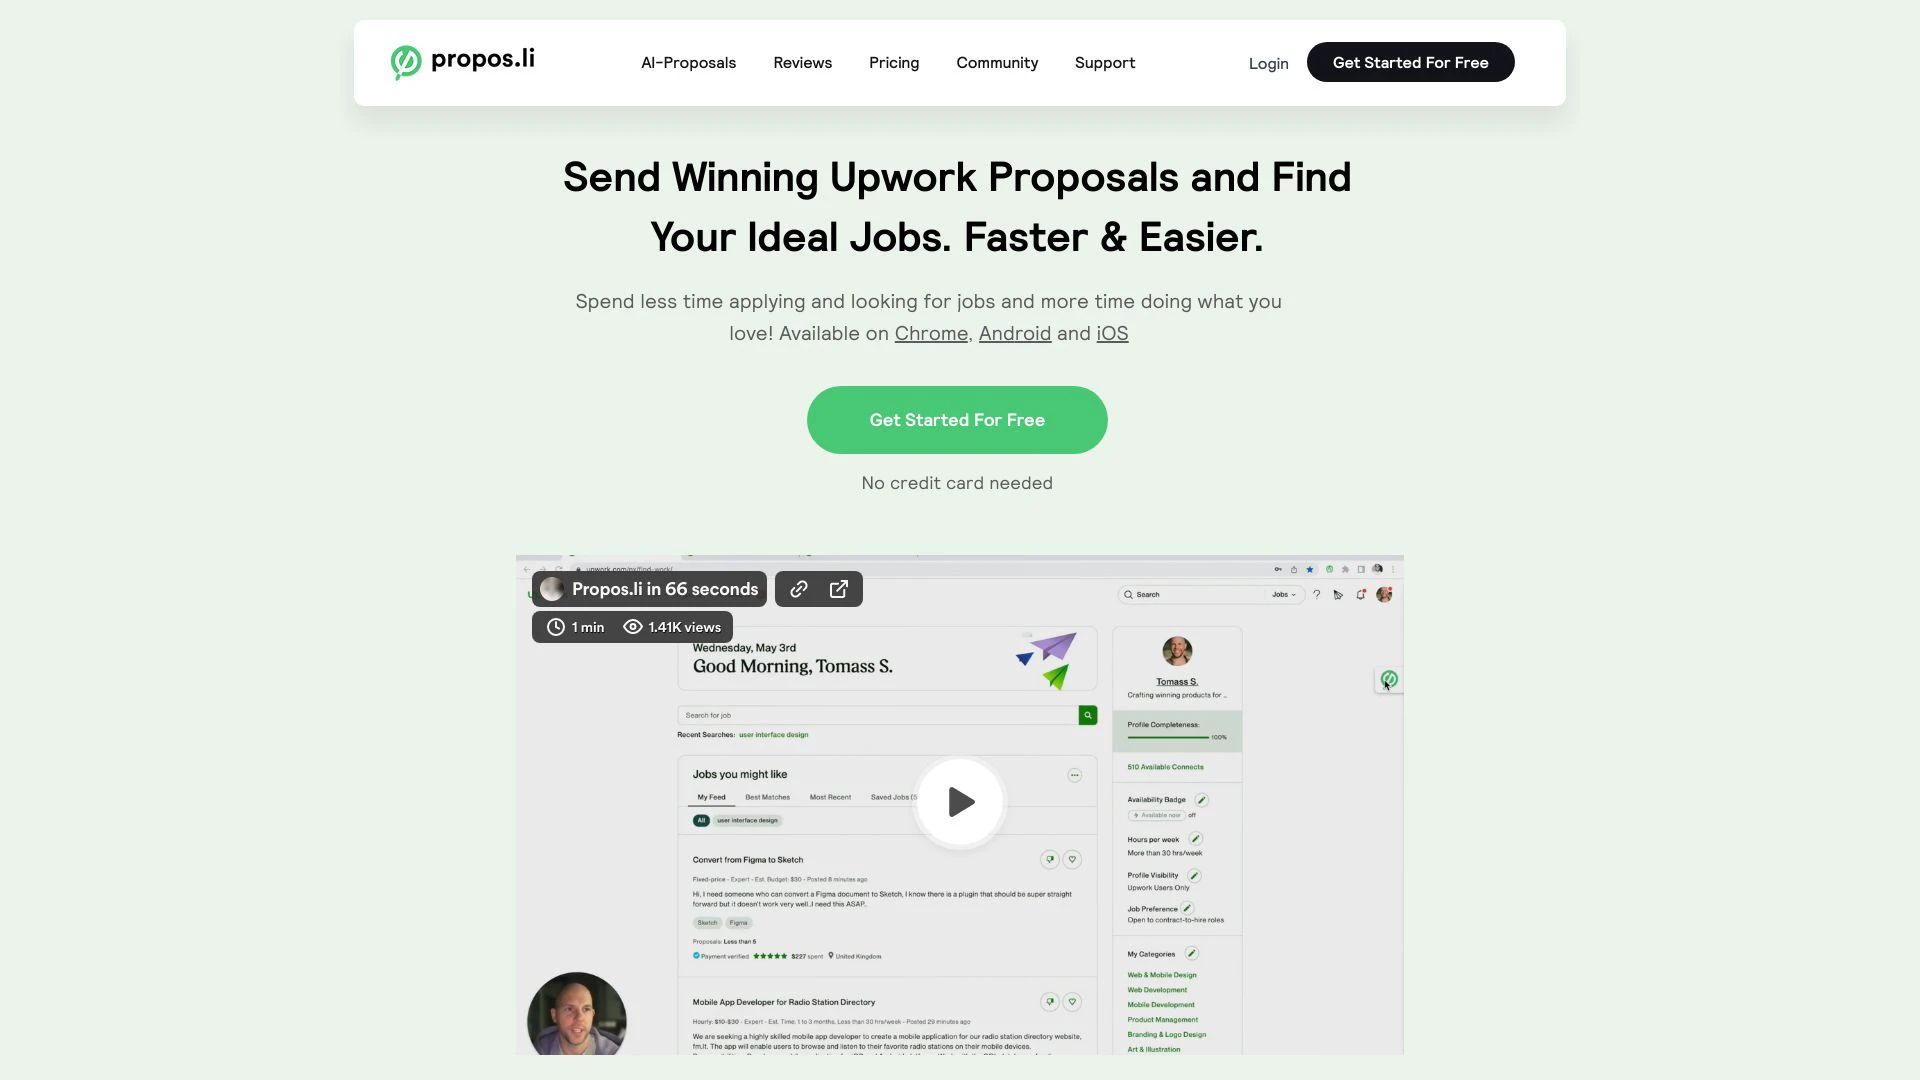 propos.li
AI-Proposals
Reviews
Pricing
Community
Support
Login
Get Started For Free
Send Winning Upwork Proposals and Find
Your Ideal Jobs. Faster & Easier.
Spend less time applying and looking for jobs and more time doing what you
love! Available on Chrome, Android and iOS
Get Started For Free
No credit card needed
Propos.li in 66 seconds
1 min
1.41K views
Search
Jobs
Wednesday, May 3rd
Good Morning, Tomass S.
Search for job
Recent Searches: user interface design
Jobs you might like
My Feed
Best Matches
Most Recent
Saved Jobs (5
All
user interface design
Convert from Figma to Sketch
Fixed-price - Expert - Est. Budget: $30 - Posted 8 minutes ago
Hi, I need someone who can convert a Figma document to Sketch, I know there is a plugin that should be super straight
forward but it doesn't work very well..I need this ASAP..
Sketch
Figma
Proposals: Less than 5
Payment verified
$227 spent
United Kingdom
Mobile App Developer for Radio Station Directory
Hourly: $10-$30 - Expert - Est. Time: 1 to 3 months, Less than 30 hrs/week - Posted 29 minutes ago
We are seeking a highly skilled mobile app developer to create a mobile application for our radio station directory website,
fm.lt. The app will enable users to browse and listen to their favorite radio stations on their mobile devices.
Tomass S.
Crafting winning products for ...
Profile Completeness:
100%
510 Available Connects
Availability Badge
Available now
off
Hours per week
More than 30 hrs/week
Profile Visibility
Upwork Users Only
Job Preference
Open to contract-to-hire roles
My Categories
Web & Mobile Design
Web Development
Mobile Development
Product Management
Branding & Logo Design
Art & Illustration